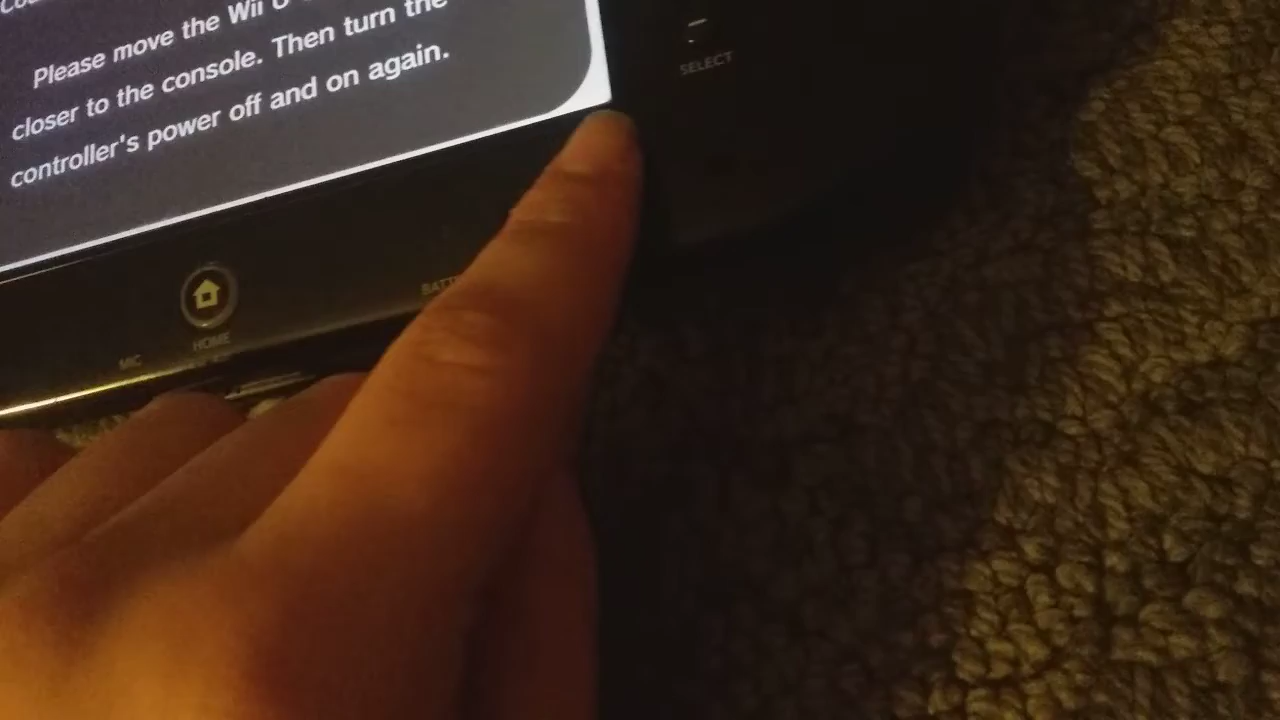 Please move the Wii U
closer to the console. Then turn the
controller's power off and on again.
SELECT
HOME
MIC